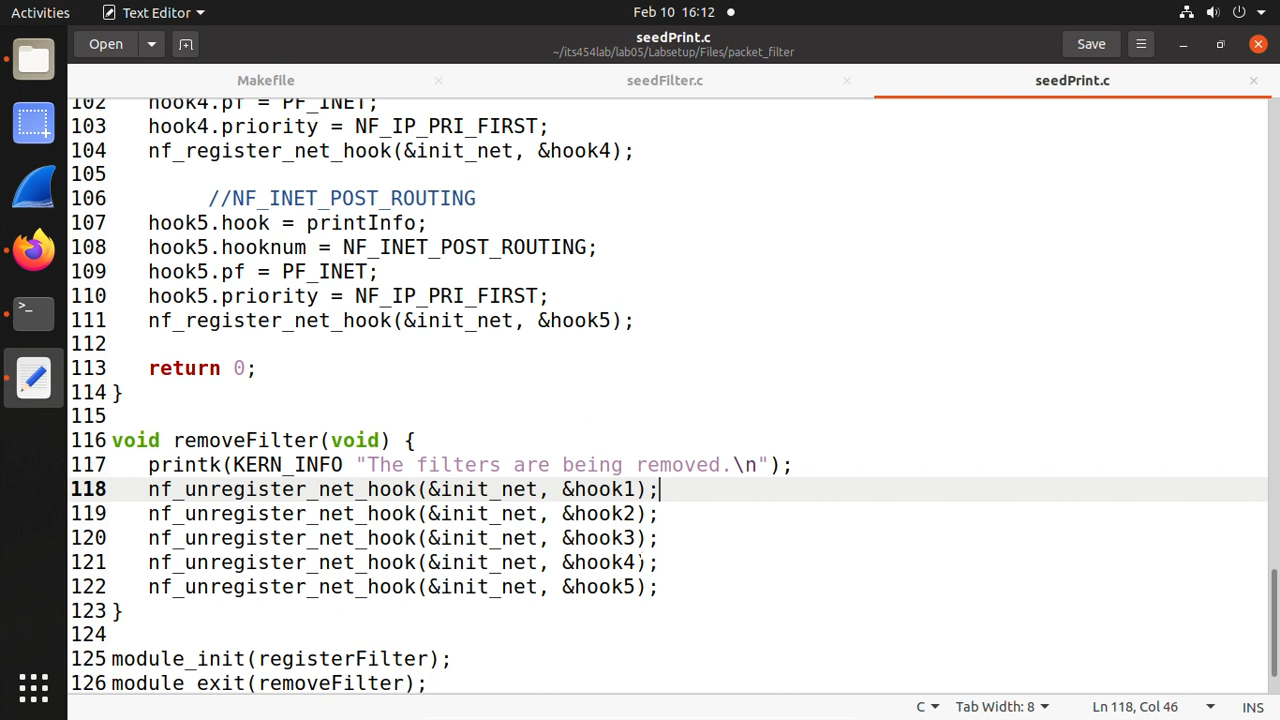 Activities
Text Editor
Feb 10 16:12
Open
seedPrint.c
~/its454lab/lab05/Labsetup/Files/packet_filter
Save
Makefile
seedFilter.c
seedPrint.c
102 hook4.pf = PF_INET;
103 hook4.priority = NF_IP_PRI_FIRST;
104 nf_register_net_hook(&init_net, &hook4);
105
106 //NF_INET_POST_ROUTING
107 hook5.hook = printInfo;
108 hook5.hooknum = NF_INET_POST_ROUTING;
109 hook5.pf = PF_INET;
110 hook5.priority = NF_IP_PRI_FIRST;
111 nf_register_net_hook(&init_net, &hook5);
112
113 return 0;
114 }
115
116 void removeFilter(void) {
117 printk(KERN_INFO "The filters are being removed.\n");
118 nf_unregister_net_hook(&init_net, &hook1);
119 nf_unregister_net_hook(&init_net, &hook2);
120 nf_unregister_net_hook(&init_net, &hook3);
121 nf_unregister_net_hook(&init_net, &hook4);
122 nf_unregister_net_hook(&init_net, &hook5);
123 }
124
125 module_init(registerFilter);
126 module_exit(removeFilter);
C
Tab Width: 8
Ln 118, Col 46
INS